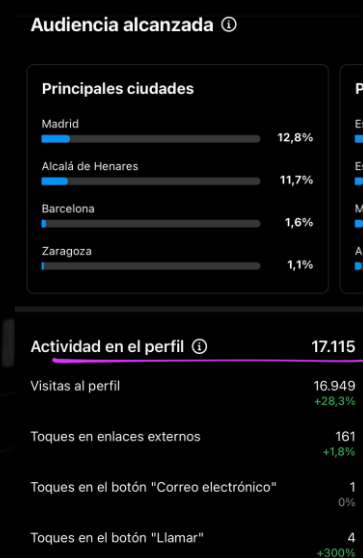 Audiencia alcanzada
Principales ciudades
Madrid
12,8%
Alcalá de Henares
11,7%
Barcelona
1,6%
Zaragoza
1,1%
Actividad en el perfil 17.115
Visitas al perfil 16.949
+28,3%
Toques en enlaces externos 161
+1,8%
Toques en el botón "Correo electrónico" 1
0%
Toques en el botón "Llamar" 4
+300%